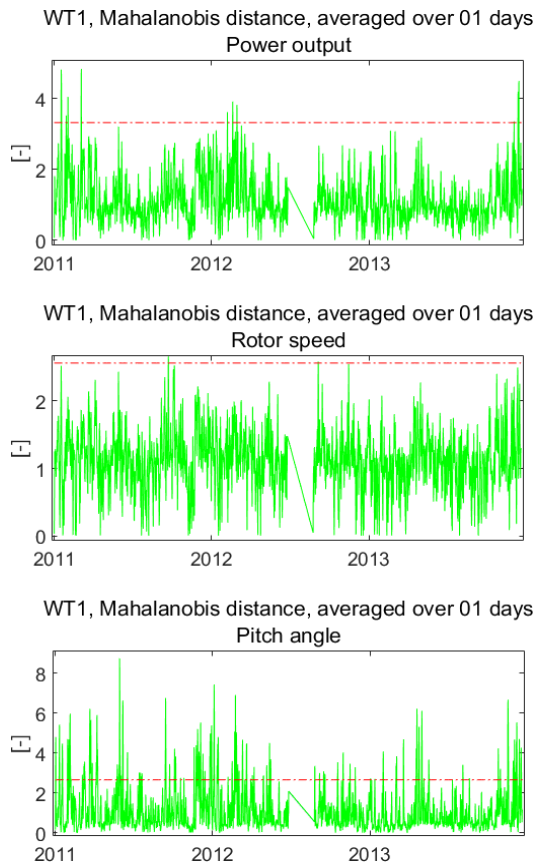 WT1, Mahalanobis distance, averaged over 01 days
Power output
4
2
0
[-]
2011 2012 2013
WT1, Mahalanobis distance, averaged over 01 days
Rotor speed
2
1
0
[-]
2011 2012 2013
WT1, Mahalanobis distance, averaged over 01 days
Pitch angle
8
6
4
2
0
[-]
2011 2012 2013